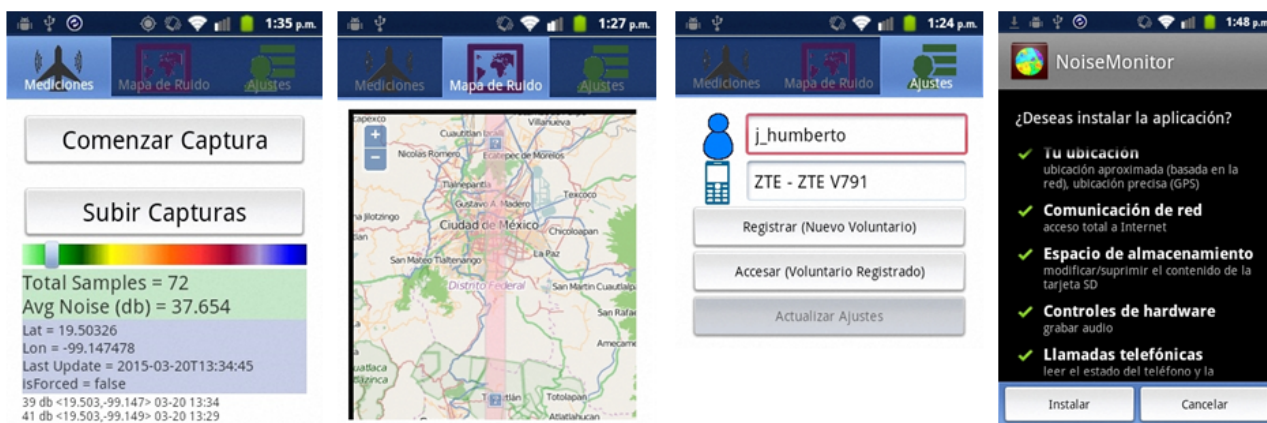 1:35 p.m.
Mediciones
Mapa de Ruido
Ajustes
Comenzar Captura
Subir Capturas
Total Samples = 72
Avg Noise (db) = 37.654
Lat = 19.50326
Lon = -99.147478
Last Update = 2015-03-20T13:34:45
isForced = false
39 db <19.503,-99.147> 03-20 13:34
41 db <19.503,-99.149> 03-20 13:29
1:27 p.m.
Mediciones
Mapa de Ruido
Ajustes
+
Villanueva
Cuautitlan Izcalli
Nicolas Romero
Ecatepec de Morelos
Tlalnepantla
Texcoco
Gustavo A. Madero
Ciudad de México
Chicoloapan
La Paz
San Mateo Tlaltenango
Distrito Federal
San Rafael
Totolapan
Atlatlahucan
1:24 p.m.
Mediciones
Mapa de Ruido
Ajustes
j_humberto
ZTE - ZTE V791
Registrar (Nuevo Voluntario)
Accesar (Voluntario Registrado)
Actualizar Ajustes
1:48 p.m.
NoiseMonitor
¿Deseas instalar la aplicación?
Tu ubicación
ubicación aproximada (basada en la
red), ubicación precisa (GPS)
Comunicación de red
acceso total a Internet
Espacio de almacenamiento
modificar/suprimir el contenido de la
tarjeta SD
Controles de hardware
grabar audio
Llamadas telefónicas
leer el estado del teléfono y la
Instalar
Cancelar